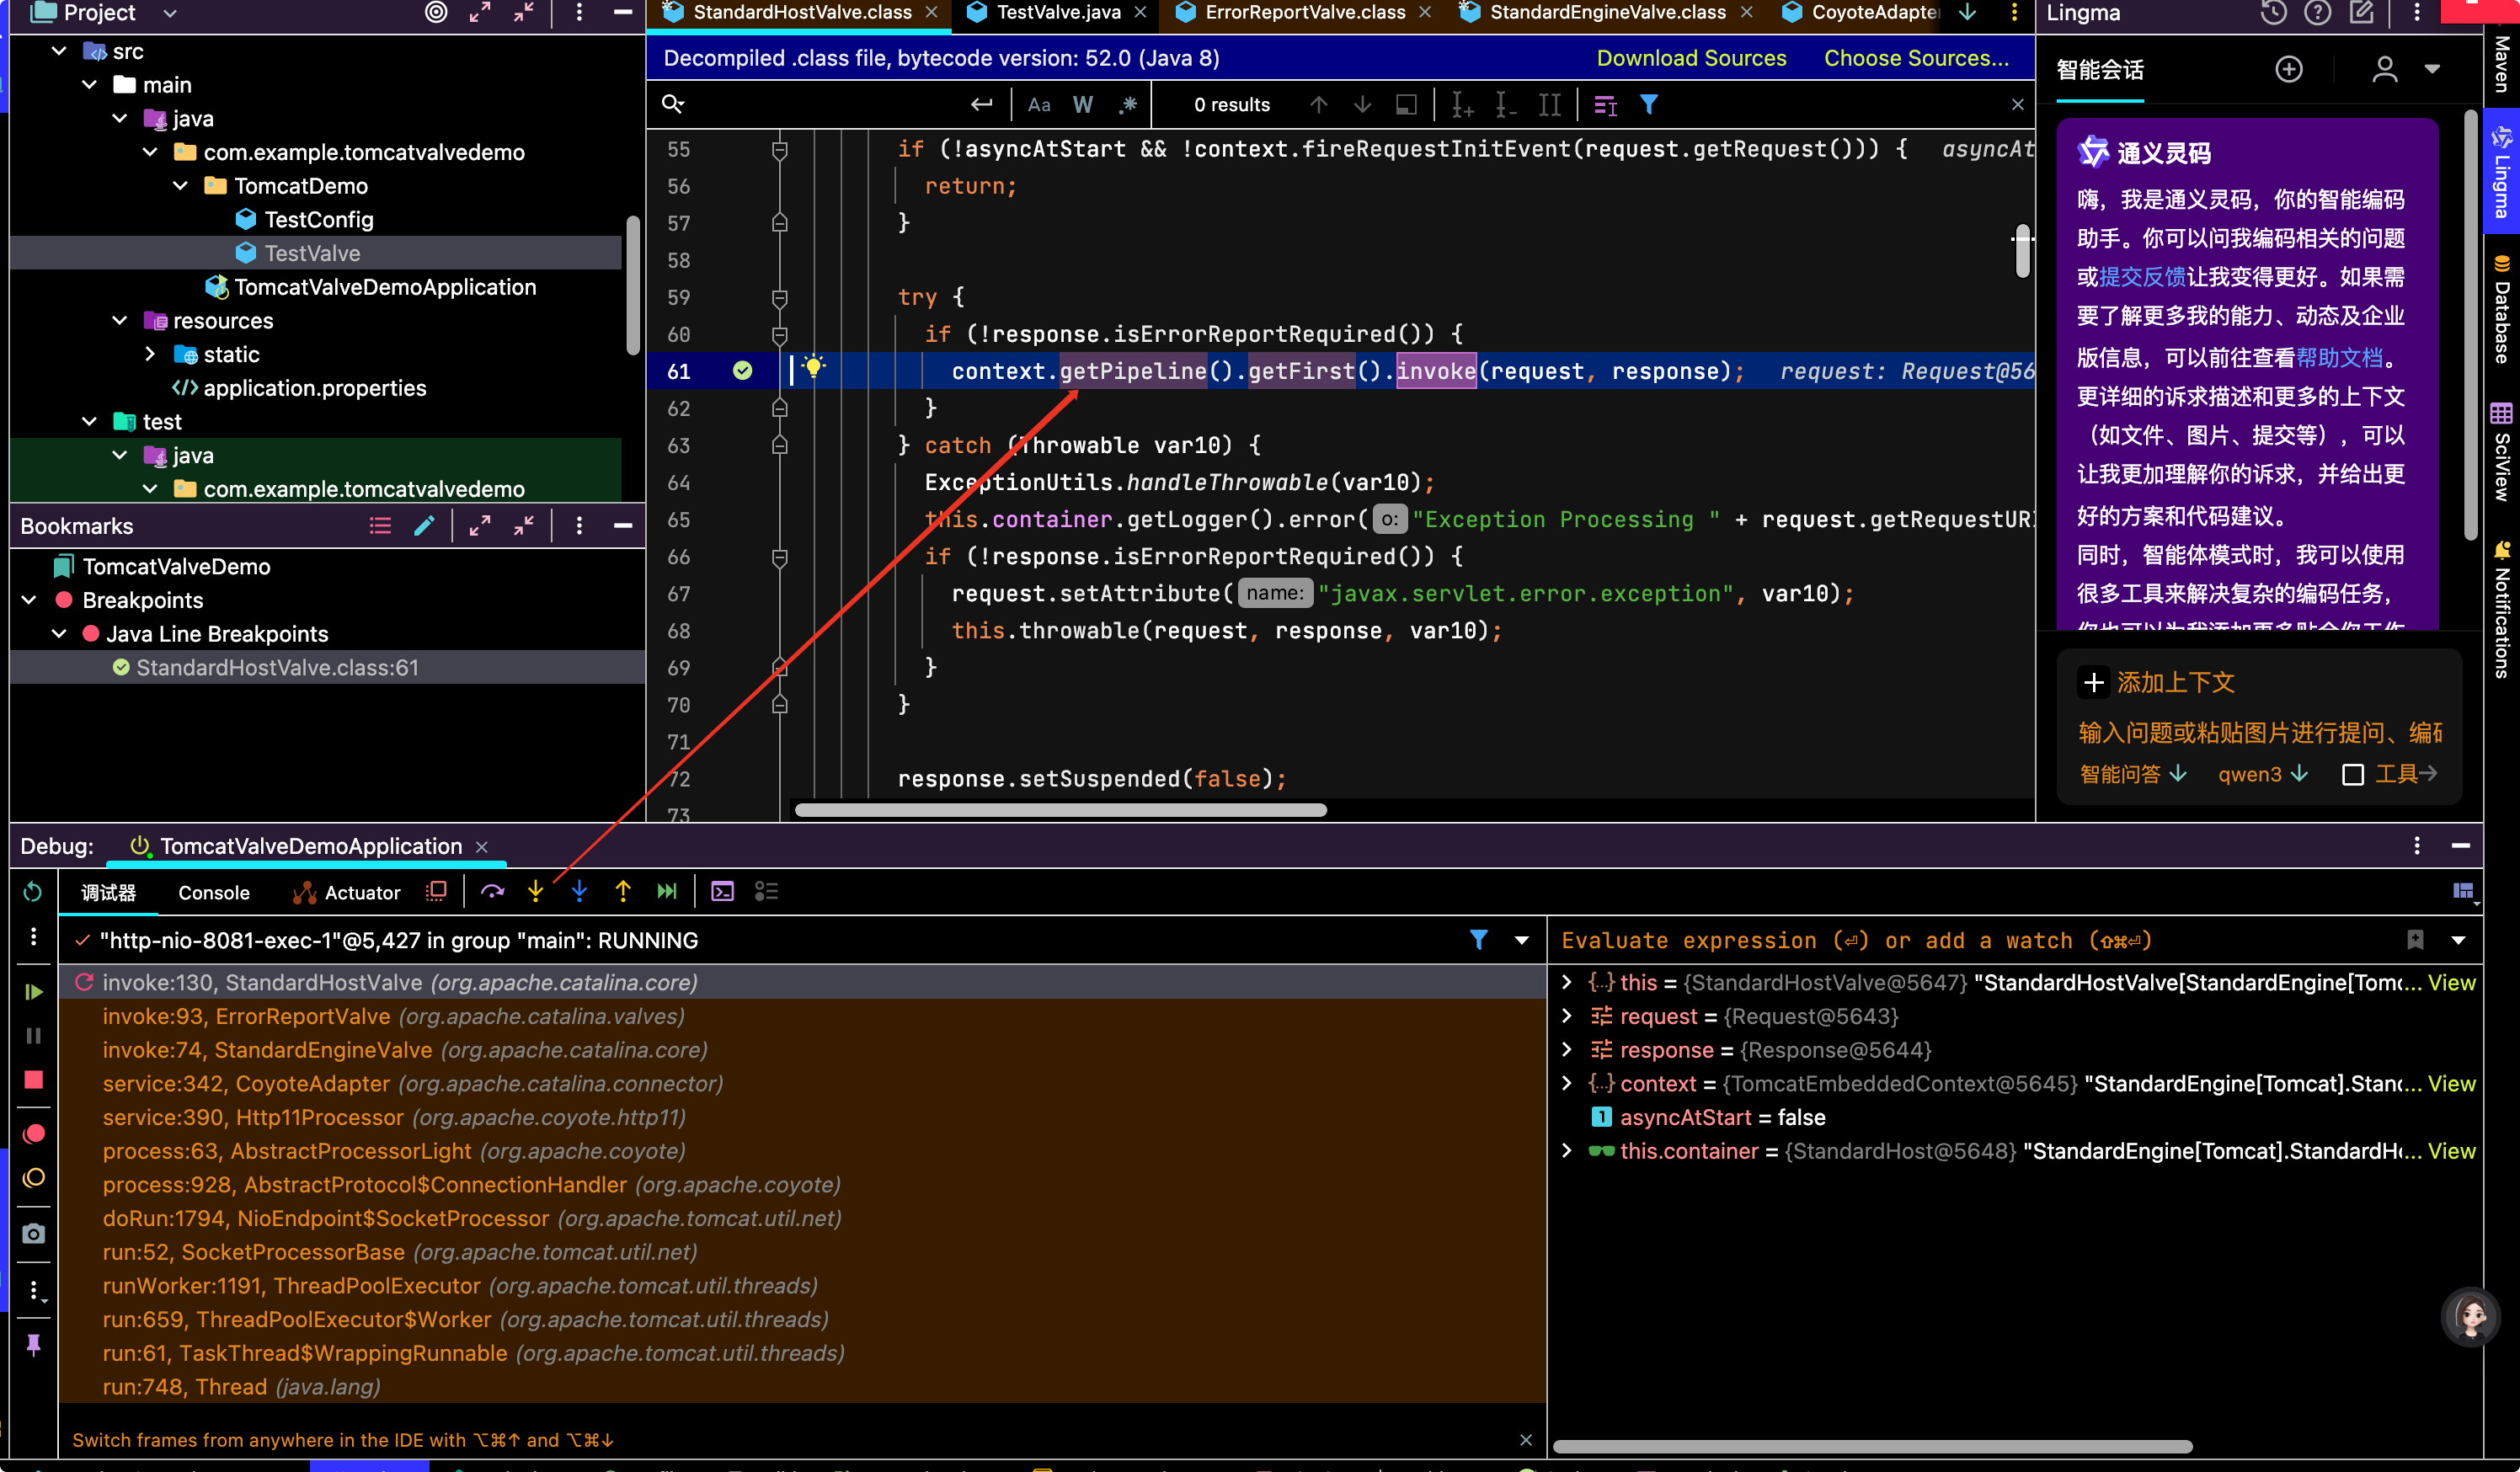 Project
src
main
java
com.example.tomcatvalvedemo
TomcatDemo
TestConfig
TestValve
TomcatValveDemoApplication
resources
static
application.properties
test
java
com.example.tomcatvalvedemo
Bookmarks
TomcatValveDemo
Breakpoints
Java Line Breakpoints
StandardHostValve.class:61
StandardHostValve.class TestValve.java ErrorReportValve.class StandardEngineValve.class CoyoteAdapte
Decompiled .class file, bytecode version: 52.0 (Java 8) Download Sources Choose Sources...
Aa W .* 0 results
55 if (!asyncAtStart && !context.fireRequestInitEvent(request.getRequest())) { asyncAt
56 return;
57 }
58
59 try {
60 if (!response.isErrorReportRequired()) {
61 context.getPipeline().getFirst().invoke(request, response); request: Request@56
62 }
63 } catch (Throwable var10) {
64 ExceptionUtils.handleThrowable(var10);
65 this.container.getLogger().error( o: "Exception Processing " + request.getRequestURI
66 if (!response.isErrorReportRequired()) {
67 request.setAttribute( name: "javax.servlet.error.exception", var10);
68 this.throwable(request, response, var10);
69 }
70 }
71
72 response.setSuspended(false);
73
Lingma
智能会话
通义灵码
嗨，我是通义灵码，你的智能编码
助手。你可以问我编码相关的问题
或提交反馈让我变得更好。如果需
要了解更多我的能力、动态及企业
版信息，可以前往查看帮助文档。
更详细的诉求描述和更多的上下文
（如文件、图片、提交等），可以
让我更加理解你的诉求，并给出更
好的方案和代码建议。
同时，智能体模式时，我可以使用
很多工具来解决复杂的编码任务，
你也可以为我添加更多贴合你工作
添加上下文
输入问题或粘贴图片进行提问、编码
智能问答 qwen3 工具
Maven
Lingma
Database
SciView
Notifications
Debug: TomcatValveDemoApplication
调试器 Console Actuator
"http-nio-8081-exec-1"@5,427 in group "main": RUNNING
invoke:130, StandardHostValve (org.apache.catalina.core)
invoke:93, ErrorReportValve (org.apache.catalina.valves)
invoke:74, StandardEngineValve (org.apache.catalina.core)
service:342, CoyoteAdapter (org.apache.catalina.connector)
service:390, Http11Processor (org.apache.coyote.http11)
process:63, AbstractProcessorLight (org.apache.coyote)
process:928, AbstractProtocol$ConnectionHandler (org.apache.coyote)
doRun:1794, NioEndpoint$SocketProcessor (org.apache.tomcat.util.net)
run:52, SocketProcessorBase (org.apache.tomcat.util.net)
runWorker:1191, ThreadPoolExecutor (org.apache.tomcat.util.threads)
run:659, ThreadPoolExecutor$Worker (org.apache.tomcat.util.threads)
run:61, TaskThread$WrappingRunnable (org.apache.tomcat.util.threads)
run:748, Thread (java.lang)
Switch frames from anywhere in the IDE with ⌥⌘↑ and ⌥⌘↓
Evaluate expression (⏎) or add a watch (⇧⌘⏎)
this = {StandardHostValve@5647} "StandardHostValve[StandardEngine[Tomc... View
request = {Request@5643}
response = {Response@5644}
context = {TomcatEmbeddedContext@5645} "StandardEngine[Tomcat].Stanc... View
asyncAtStart = false
this.container = {StandardHost@5648} "StandardEngine[Tomcat].StandardH... View